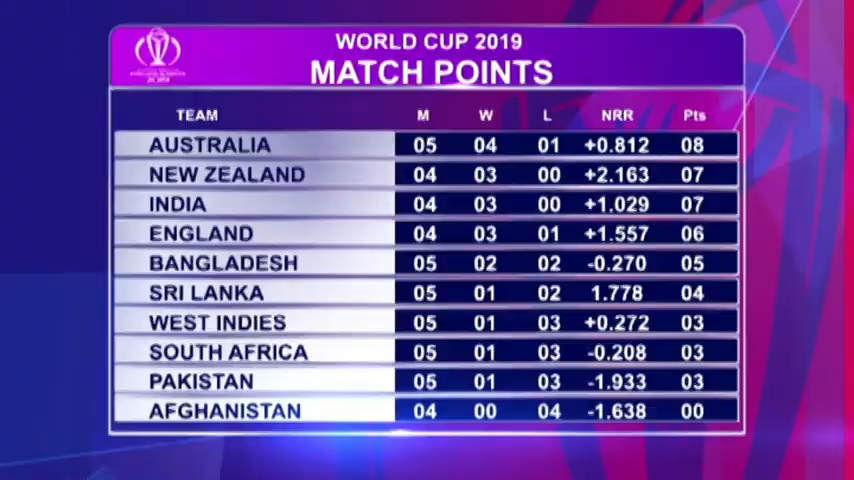 WORLD CUP 2019
MATCH POINTS
TEAM M W L NRR Pts
AUSTRALIA 05 04 01 +0.812 08
NEW ZEALAND 04 03 00 +2.163 07
INDIA 04 03 00 +1.029 07
ENGLAND 04 03 01 +1.557 06
BANGLADESH 05 02 02 -0.270 05
SRI LANKA 05 01 02 1.778 04
WEST INDIES 05 01 03 +0.272 03
SOUTH AFRICA 05 01 03 -0.208 03
PAKISTAN 05 01 03 -1.933 03
AFGHANISTAN 04 00 04 -1.638 00